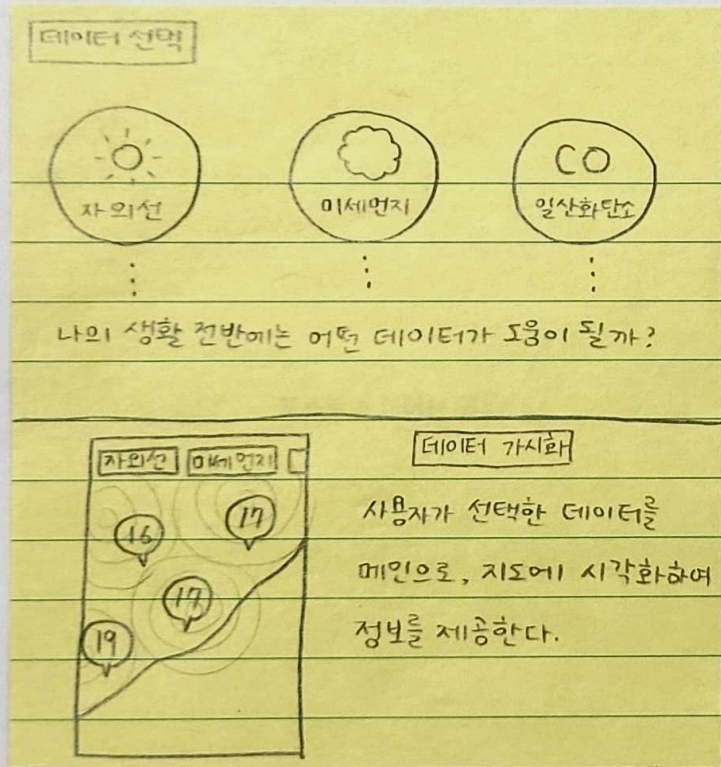 데이터 선택
자외선
미세먼지
CO
일산화탄소
나의 생활 전반에는 어떤 데이터가 도움이 될까?
데이터 가시화
자외선 미세먼지
16
17
17
19
사용자가 선택한 데이터를
메인으로, 지도에 시각화하여
정보를 제공한다.